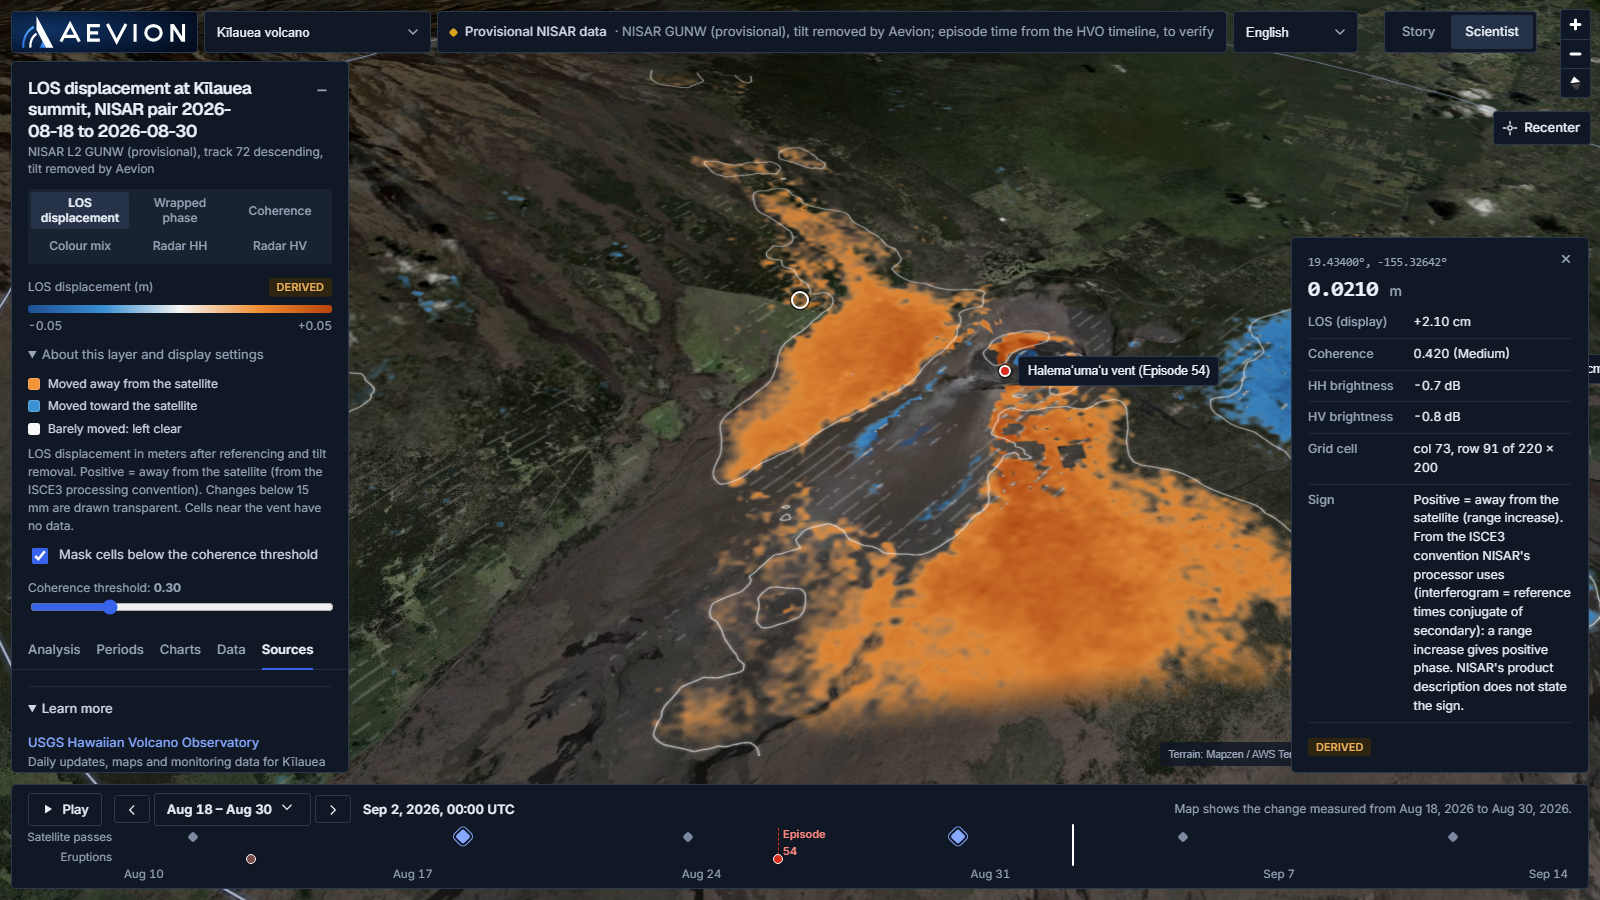 AEVION
Kīlauea volcano
Provisional NISAR data · NISAR GUNW (provisional), tilt removed by Aevion; episode time from the HVO timeline, to verify
English
Story
Scientist
+
−
Recenter
LOS displacement at Kīlauea
summit, NISAR pair 2026-
08-18 to 2026-08-30
NISAR L2 GUNW (provisional), track 72 descending,
tilt removed by Aevion
LOS
displacement
Wrapped
phase
Coherence
Colour mix
Radar HH
Radar HV
LOS displacement (m)
DERIVED
-0.05
+0.05
About this layer and display settings
Moved away from the satellite
Moved toward the satellite
Barely moved: left clear
LOS displacement in meters after referencing and tilt
removal. Positive = away from the satellite (from the
ISCE3 processing convention). Changes below 15
mm are drawn transparent. Cells near the vent have
no data.
Mask cells below the coherence threshold
Coherence threshold: 0.30
Analysis
Periods
Charts
Data
Sources
Learn more
USGS Hawaiian Volcano Observatory
Daily updates, maps and monitoring data for Kīlauea
Halemaʻumaʻu vent (Episode 54)
cm
Terrain: Mapzen / AWS Ter
19.43400°, -155.32642°
0.0210 m
LOS (display) +2.10 cm
Coherence 0.420 (Medium)
HH brightness -0.7 dB
HV brightness -0.8 dB
Grid cell col 73, row 91 of 220 ×
200
Sign Positive = away from the
satellite (range increase).
From the ISCE3
convention NISAR's
processor uses
(interferogram = reference
times conjugate of
secondary): a range
increase gives positive
phase. NISAR's product
description does not state
the sign.
DERIVED
Play
Aug 18 – Aug 30
Sep 2, 2026, 00:00 UTC
Map shows the change measured from Aug 18, 2026 to Aug 30, 2026.
Satellite passes
Eruptions
Episode
54
Aug 10
Aug 17
Aug 24
Aug 31
Sep 7
Sep 14